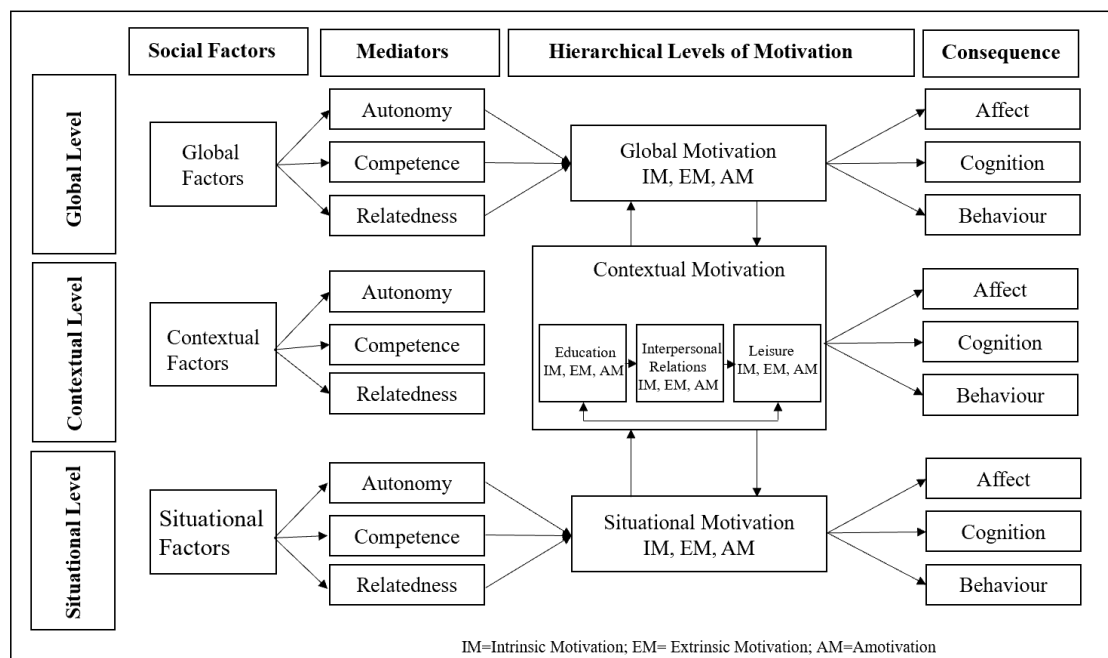 Social Factors
Mediators
Hierarchical Levels of Motivation
Consequence
Global Level
Global
Factors
Autonomy
Competence
Relatedness
Global Motivation
IM, EM, AM
Affect
Cognition
Behaviour
Contextual Level
Contextual
Factors
Autonomy
Competence
Relatedness
Contextual Motivation
Education
IM, EM, AM
Interpersonal
Relations
IM, EM, AM
Leisure
IM, EM, AM
Affect
Cognition
Behaviour
Situational Level
Situational
Factors
Autonomy
Competence
Relatedness
Situational Motivation
IM, EM, AM
Affect
Cognition
Behaviour
IM=Intrinsic Motivation; EM= Extrinsic Motivation; AM=Amotivation